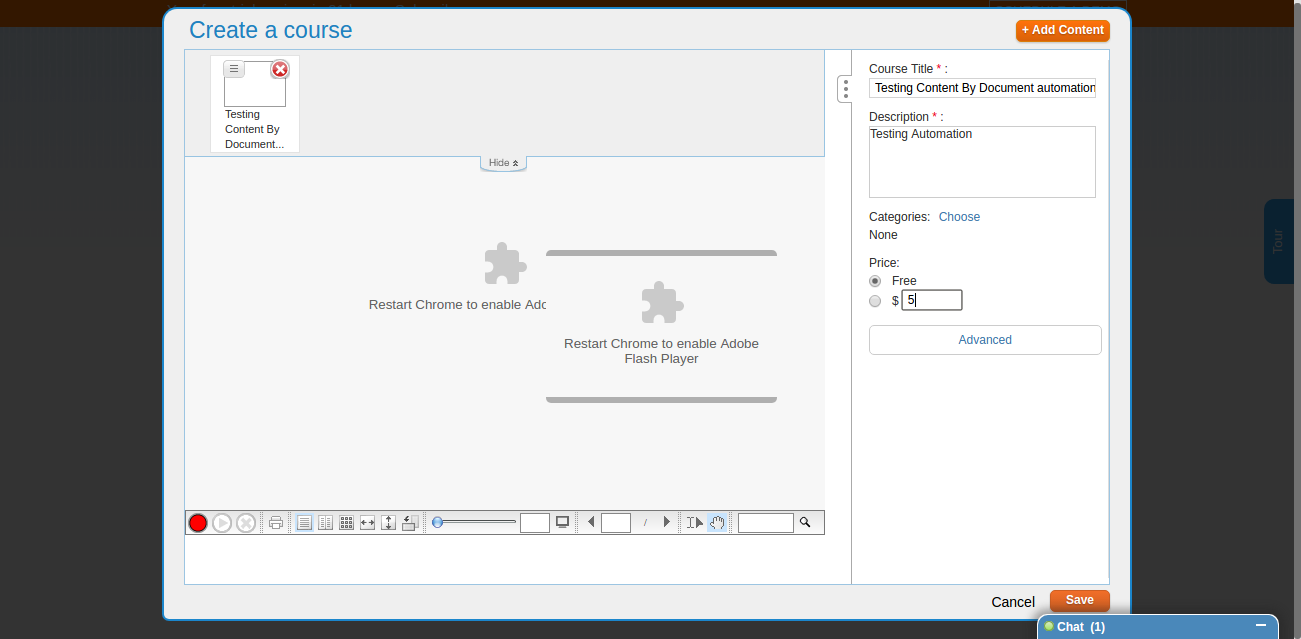 Create a course
+ Add Content
Testing
Content By
Document...
Hide
Course Title * :
Testing Content By Document automation
Description * :
Testing Automation
Categories: Choose
None
Price:
Free
$ 5
Advanced
Restart Chrome to enable Adc
Restart Chrome to enable Adobe
Flash Player
/
Tour
Cancel
Save
Chat (1)